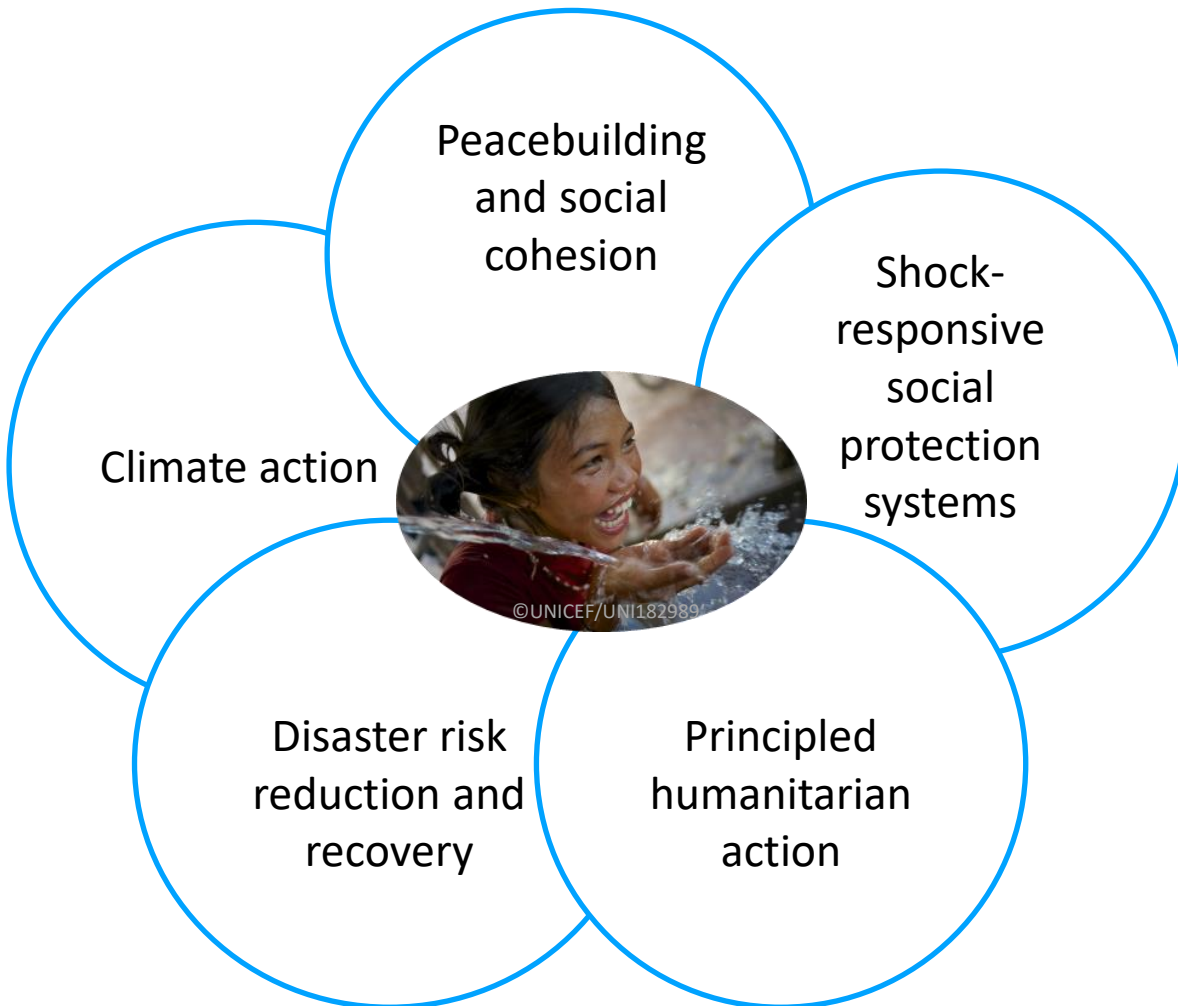 Peacebuilding
and social
cohesion
Shock-
responsive
social
protection
systems
Climate action
©UNICEF/UNI182989
Disaster risk
reduction and
recovery
Principled
humanitarian
action